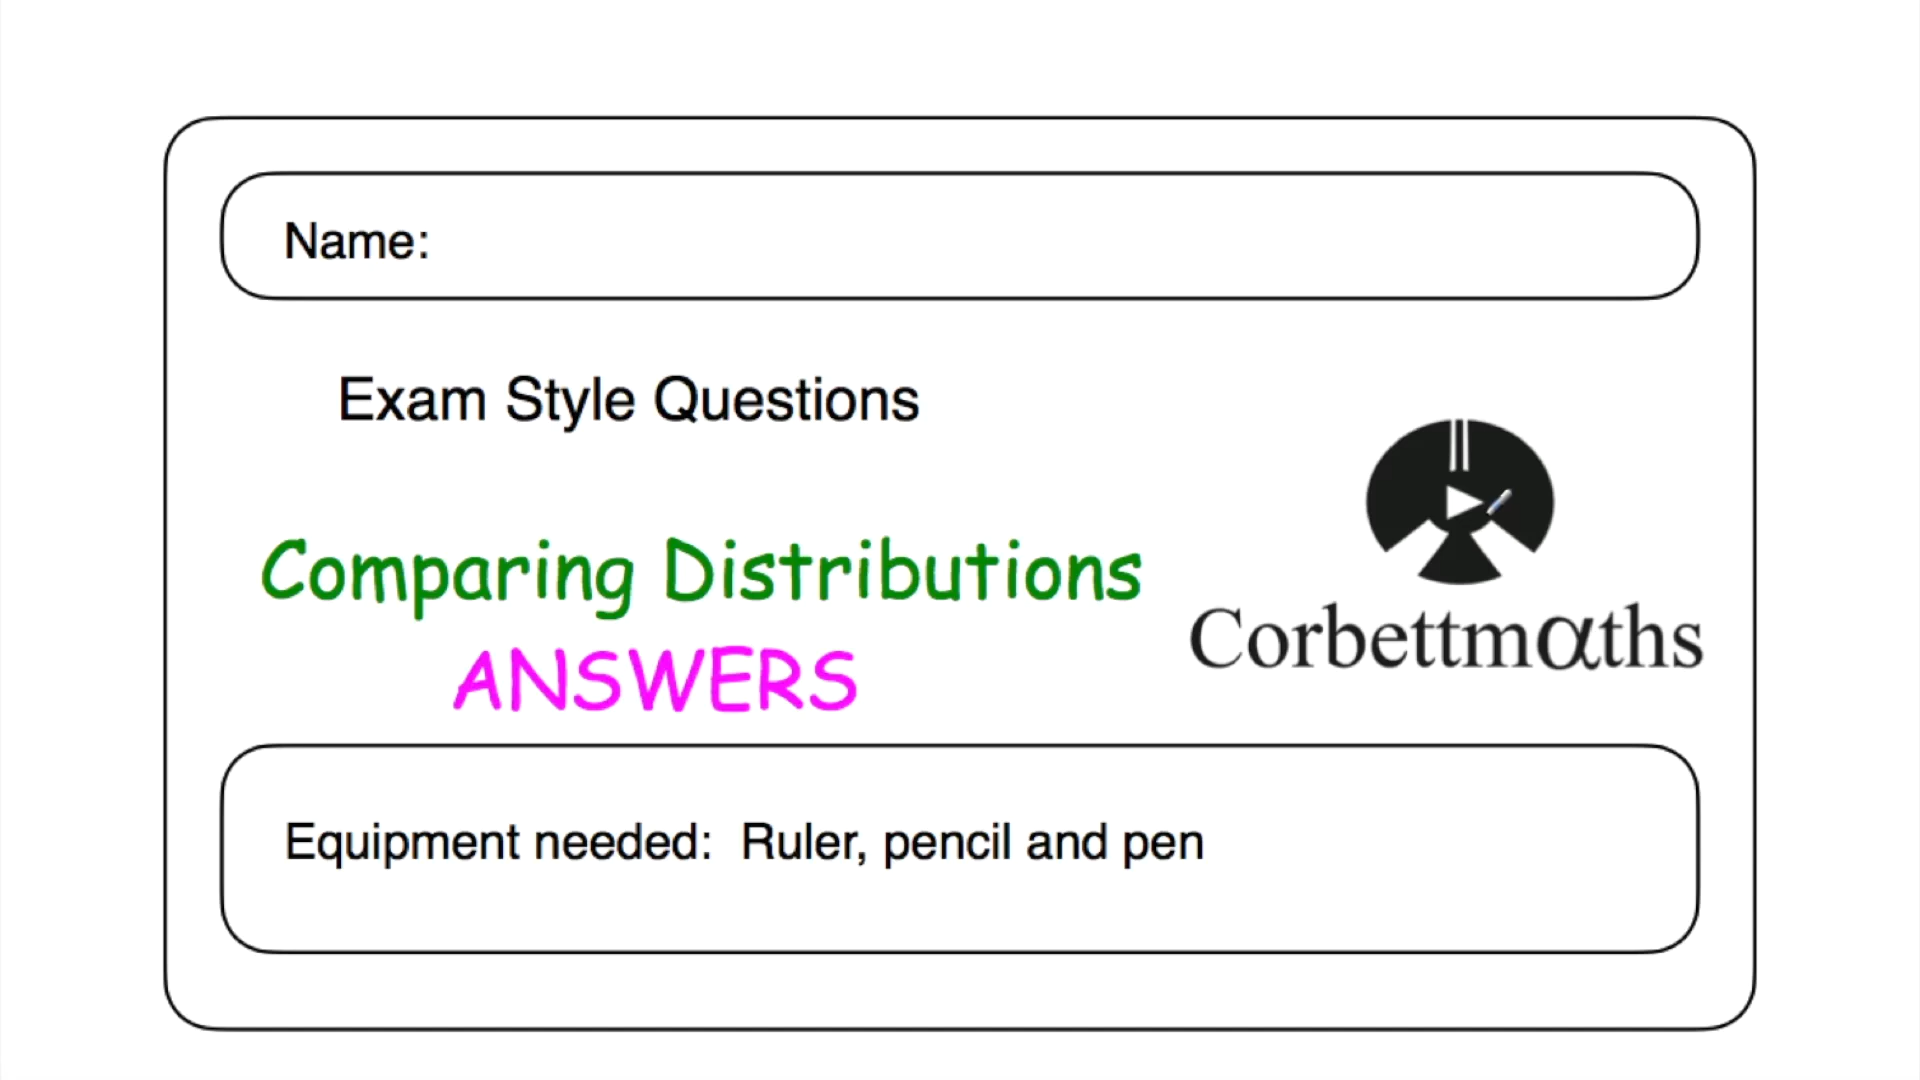 Name:
Exam Style Questions
Comparing Distributions
ANSWERS
Corbettmαths
Equipment needed: Ruler, pencil and pen